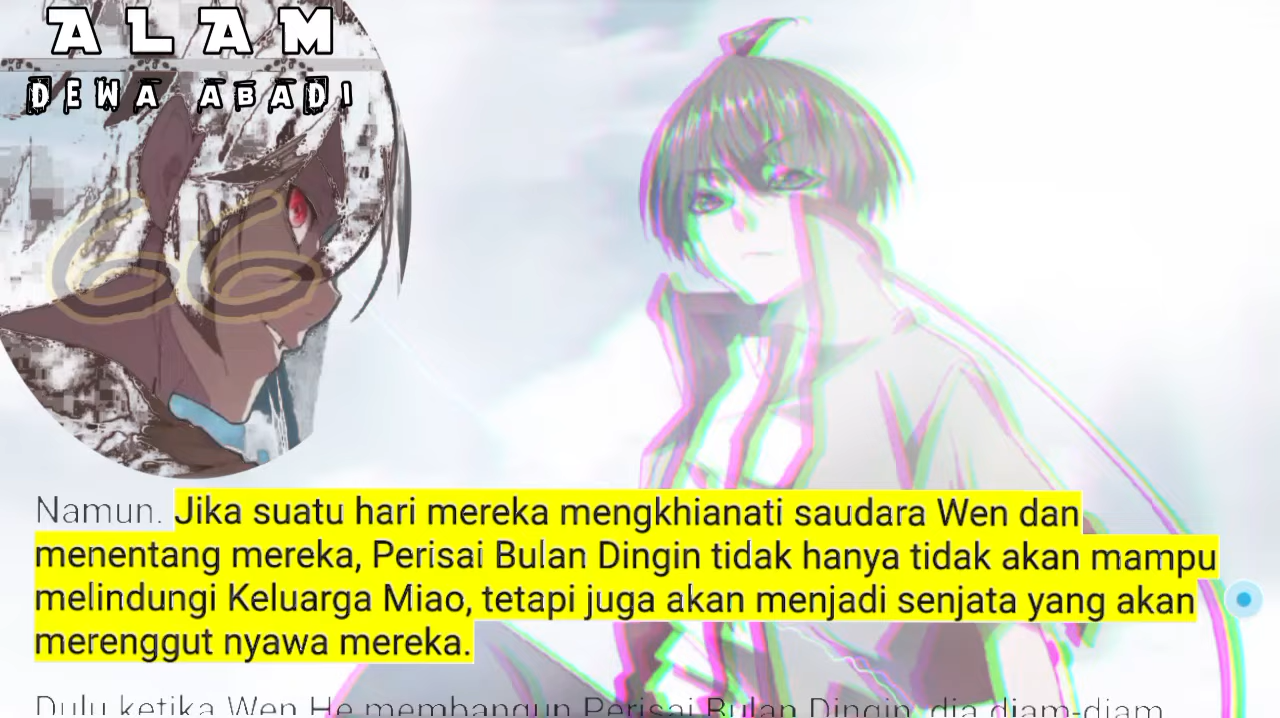 ALAM
DEWA ABADI
66
Namun. Jika suatu hari mereka mengkhianati saudara Wen dan
menentang mereka, Perisai Bulan Dingin tidak hanya tidak akan mampu
melindungi Keluarga Miao, tetapi juga akan menjadi senjata yang akan
merenggut nyawa mereka.
Dulu ketika Wen He membangun Perisai Bulan Dingin, dia diam-diam